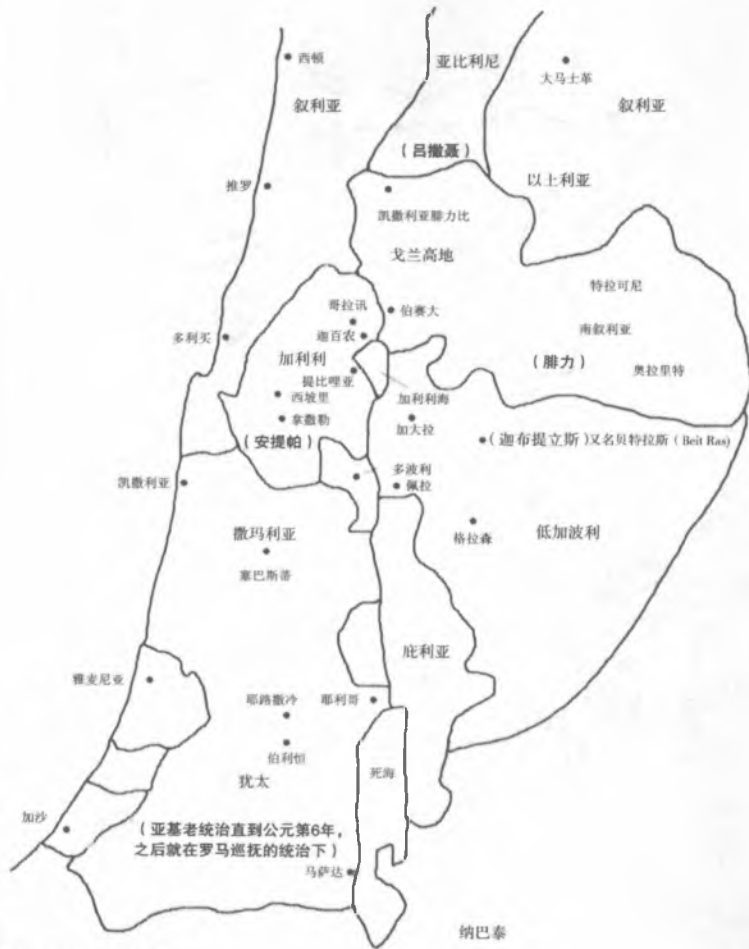 西顿
亚比利尼
大马士革
叙利亚
叙利亚
（吕撒聂）
以土利亚
推罗
凯撒利亚腓力比
戈兰高地
特拉可尼
哥拉汛
伯赛大
南叙利亚
多利买
迦百农
加利利
（腓力）
奥拉里特
提比哩亚
西坡里
加利利海
拿撒勒
加大拉
（安提帕）
（迦布提立斯）又名贝特拉斯（Beit Ras）
凯撒利亚
多波利
佩拉
撒玛利亚
格拉森
低加波利
塞巴斯蒂
庇利亚
雅麦尼亚
耶路撒冷
耶利哥
伯利恒
犹太
死海
加沙
（亚基老统治直到公元第6年，
之后就在罗马巡抚的统治下）
马萨达
纳巴泰